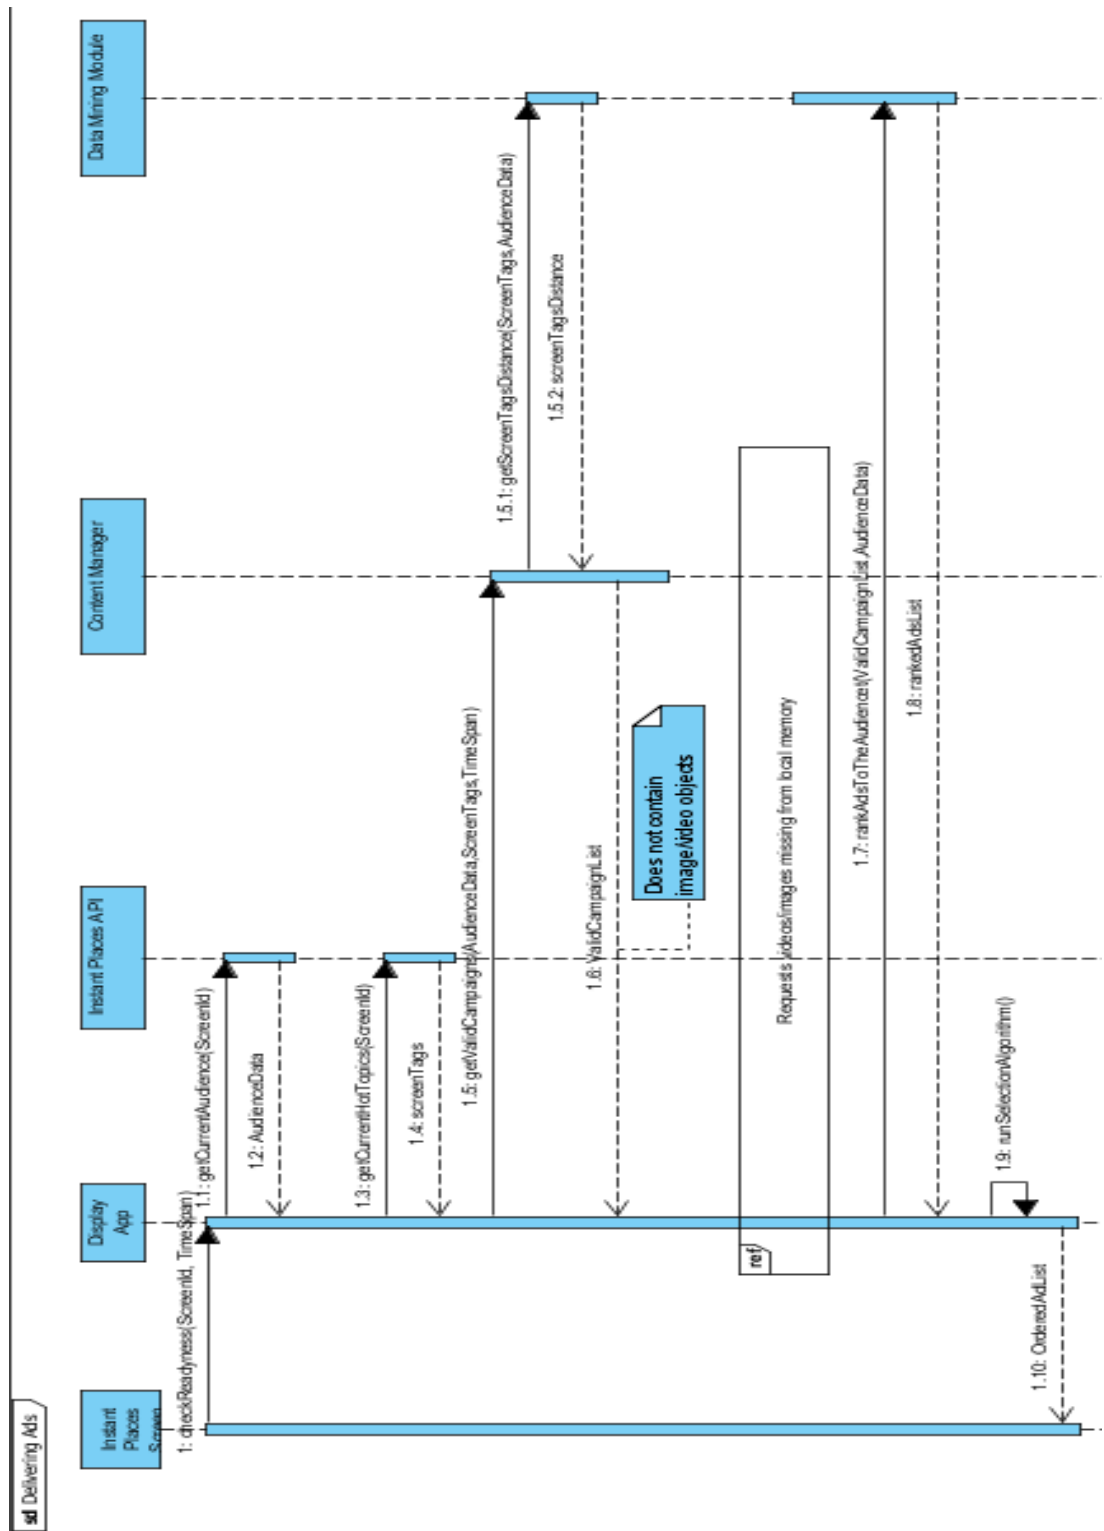 sd Delivering Ads
Instant
Places
Screen
Display
App
Instant Places API
Content Manager
Data Mining Module
1: checkReadyness(ScreenId, TimeSpan)
1.1: getCurrentAudience(ScreenId)
1.2: AudienceData
1.3: getCurrentHotTopics(ScreenId)
1.4: screenTags
1.5: getValidCampaigns(AudienceData,ScreenTags,TimeSpan)
1.5.1: getScreenTagsDistance(ScreenTags,AudienceData)
1.5.2: screenTagsDistance
1.6: ValidCampaignList
Does not contain
image/video objects
ref
Requests videos/images missing from local memory
1.7: rankAdsToTheAudiencet(ValidCampaignList,AudienceData)
1.8: rankedAdsList
1.9: runSelectionAlgorithm()
1.10: OrderedAdList